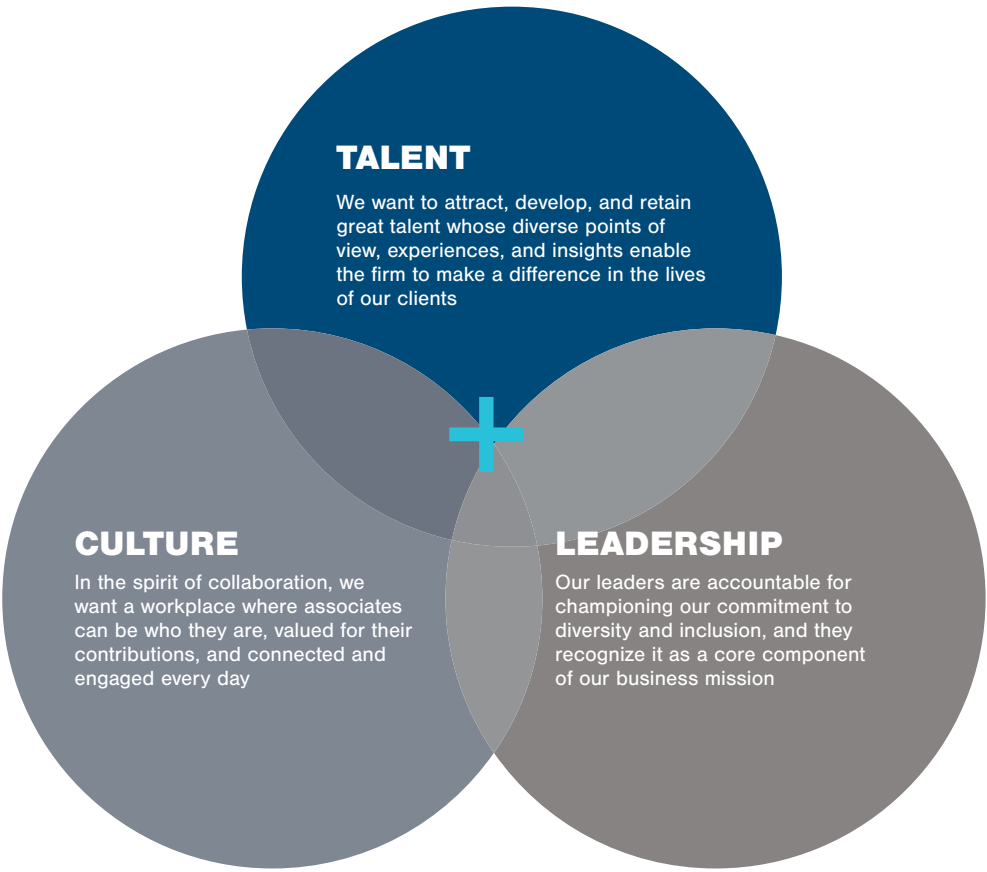 TALENT
We want to attract, develop, and retain
great talent whose diverse points of
view, experiences, and insights enable
the firm to make a difference in the lives
of our clients
CULTURE
In the spirit of collaboration, we
want a workplace where associates
can be who they are, valued for their
contributions, and connected and
engaged every day
LEADERSHIP
Our leaders are accountable for
championing our commitment to
diversity and inclusion, and they
recognize it as a core component
of our business mission